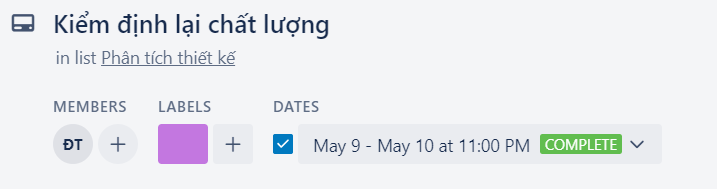 Kiểm định lại chất lượng
in list Phân tích thiết kế
MEMBERS LABELS DATES
ĐT + + May 9 - May 10 at 11:00 PM COMPLETE